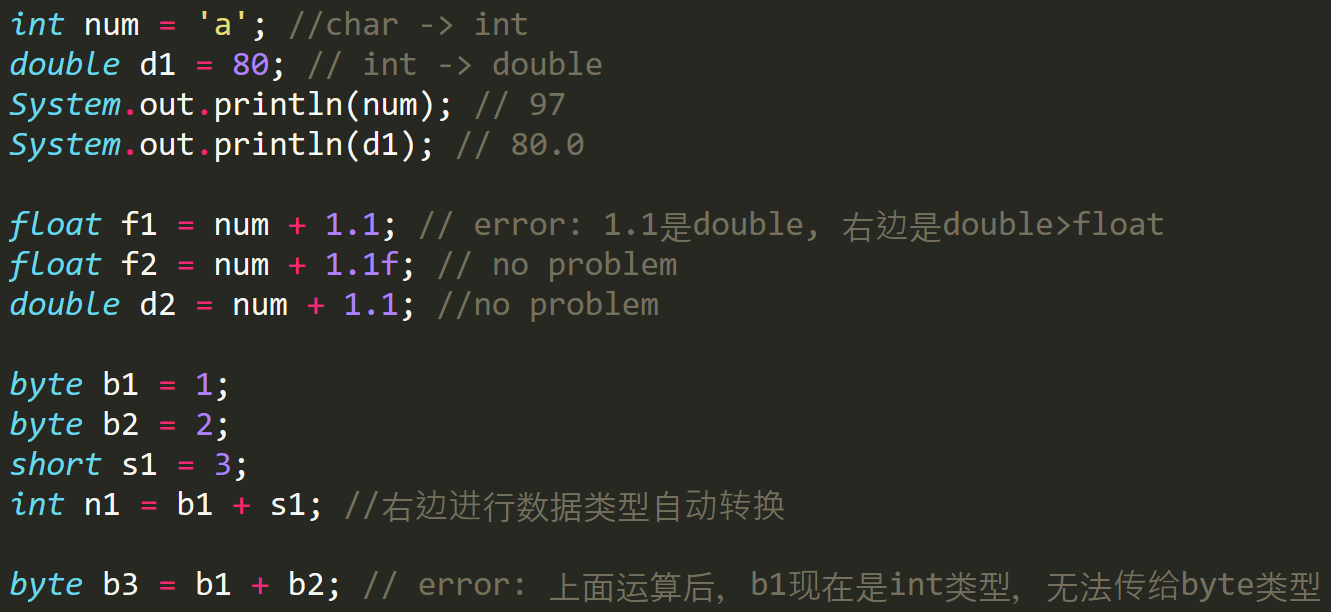 int num = 'a'; //char -> int
double d1 = 80; // int -> double
System.out.println(num); // 97
System.out.println(d1); // 80.0
float f1 = num + 1.1; // error: 1.1是double, 右边是double>float
float f2 = num + 1.1f; // no problem
double d2 = num + 1.1; //no problem
byte b1 = 1;
byte b2 = 2;
short s1 = 3;
int n1 = b1 + s1; //右边进行数据类型自动转换
byte b3 = b1 + b2; // error: 上面运算后, b1现在是int类型, 无法传给byte类型